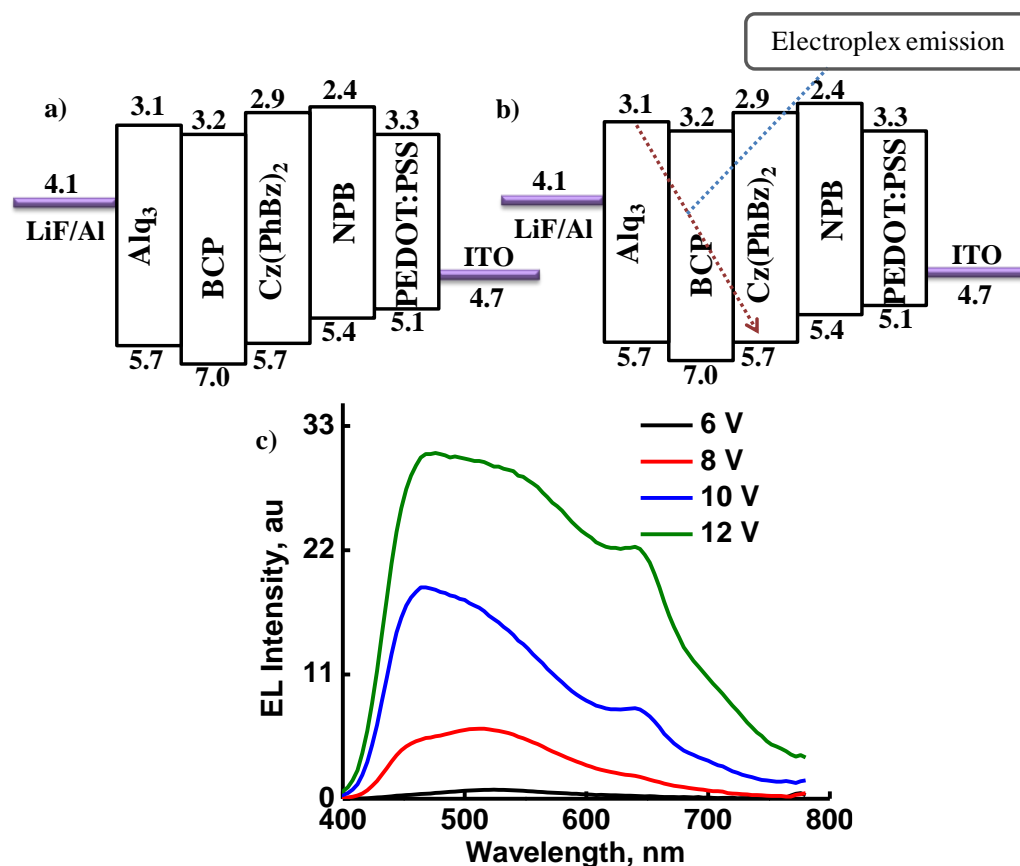 Electroplex emission
a)
3.1
3.2
2.9
2.4
3.3
4.1
LiF/Al
Alq3
BCP
Cz(PhBz)2
NPB
PEDOT:PSS
ITO
4.7
5.7
7.0
5.7
5.4
5.1
b)
3.1
3.2
2.9
2.4
3.3
4.1
LiF/Al
Alq3
BCP
Cz(PhBz)2
NPB
PEDOT:PSS
ITO
4.7
5.7
7.0
5.7
5.4
5.1
c)
33
22
11
0
EL Intensity, au
6 V
8 V
10 V
12 V
400 500 600 700 800
Wavelength, nm